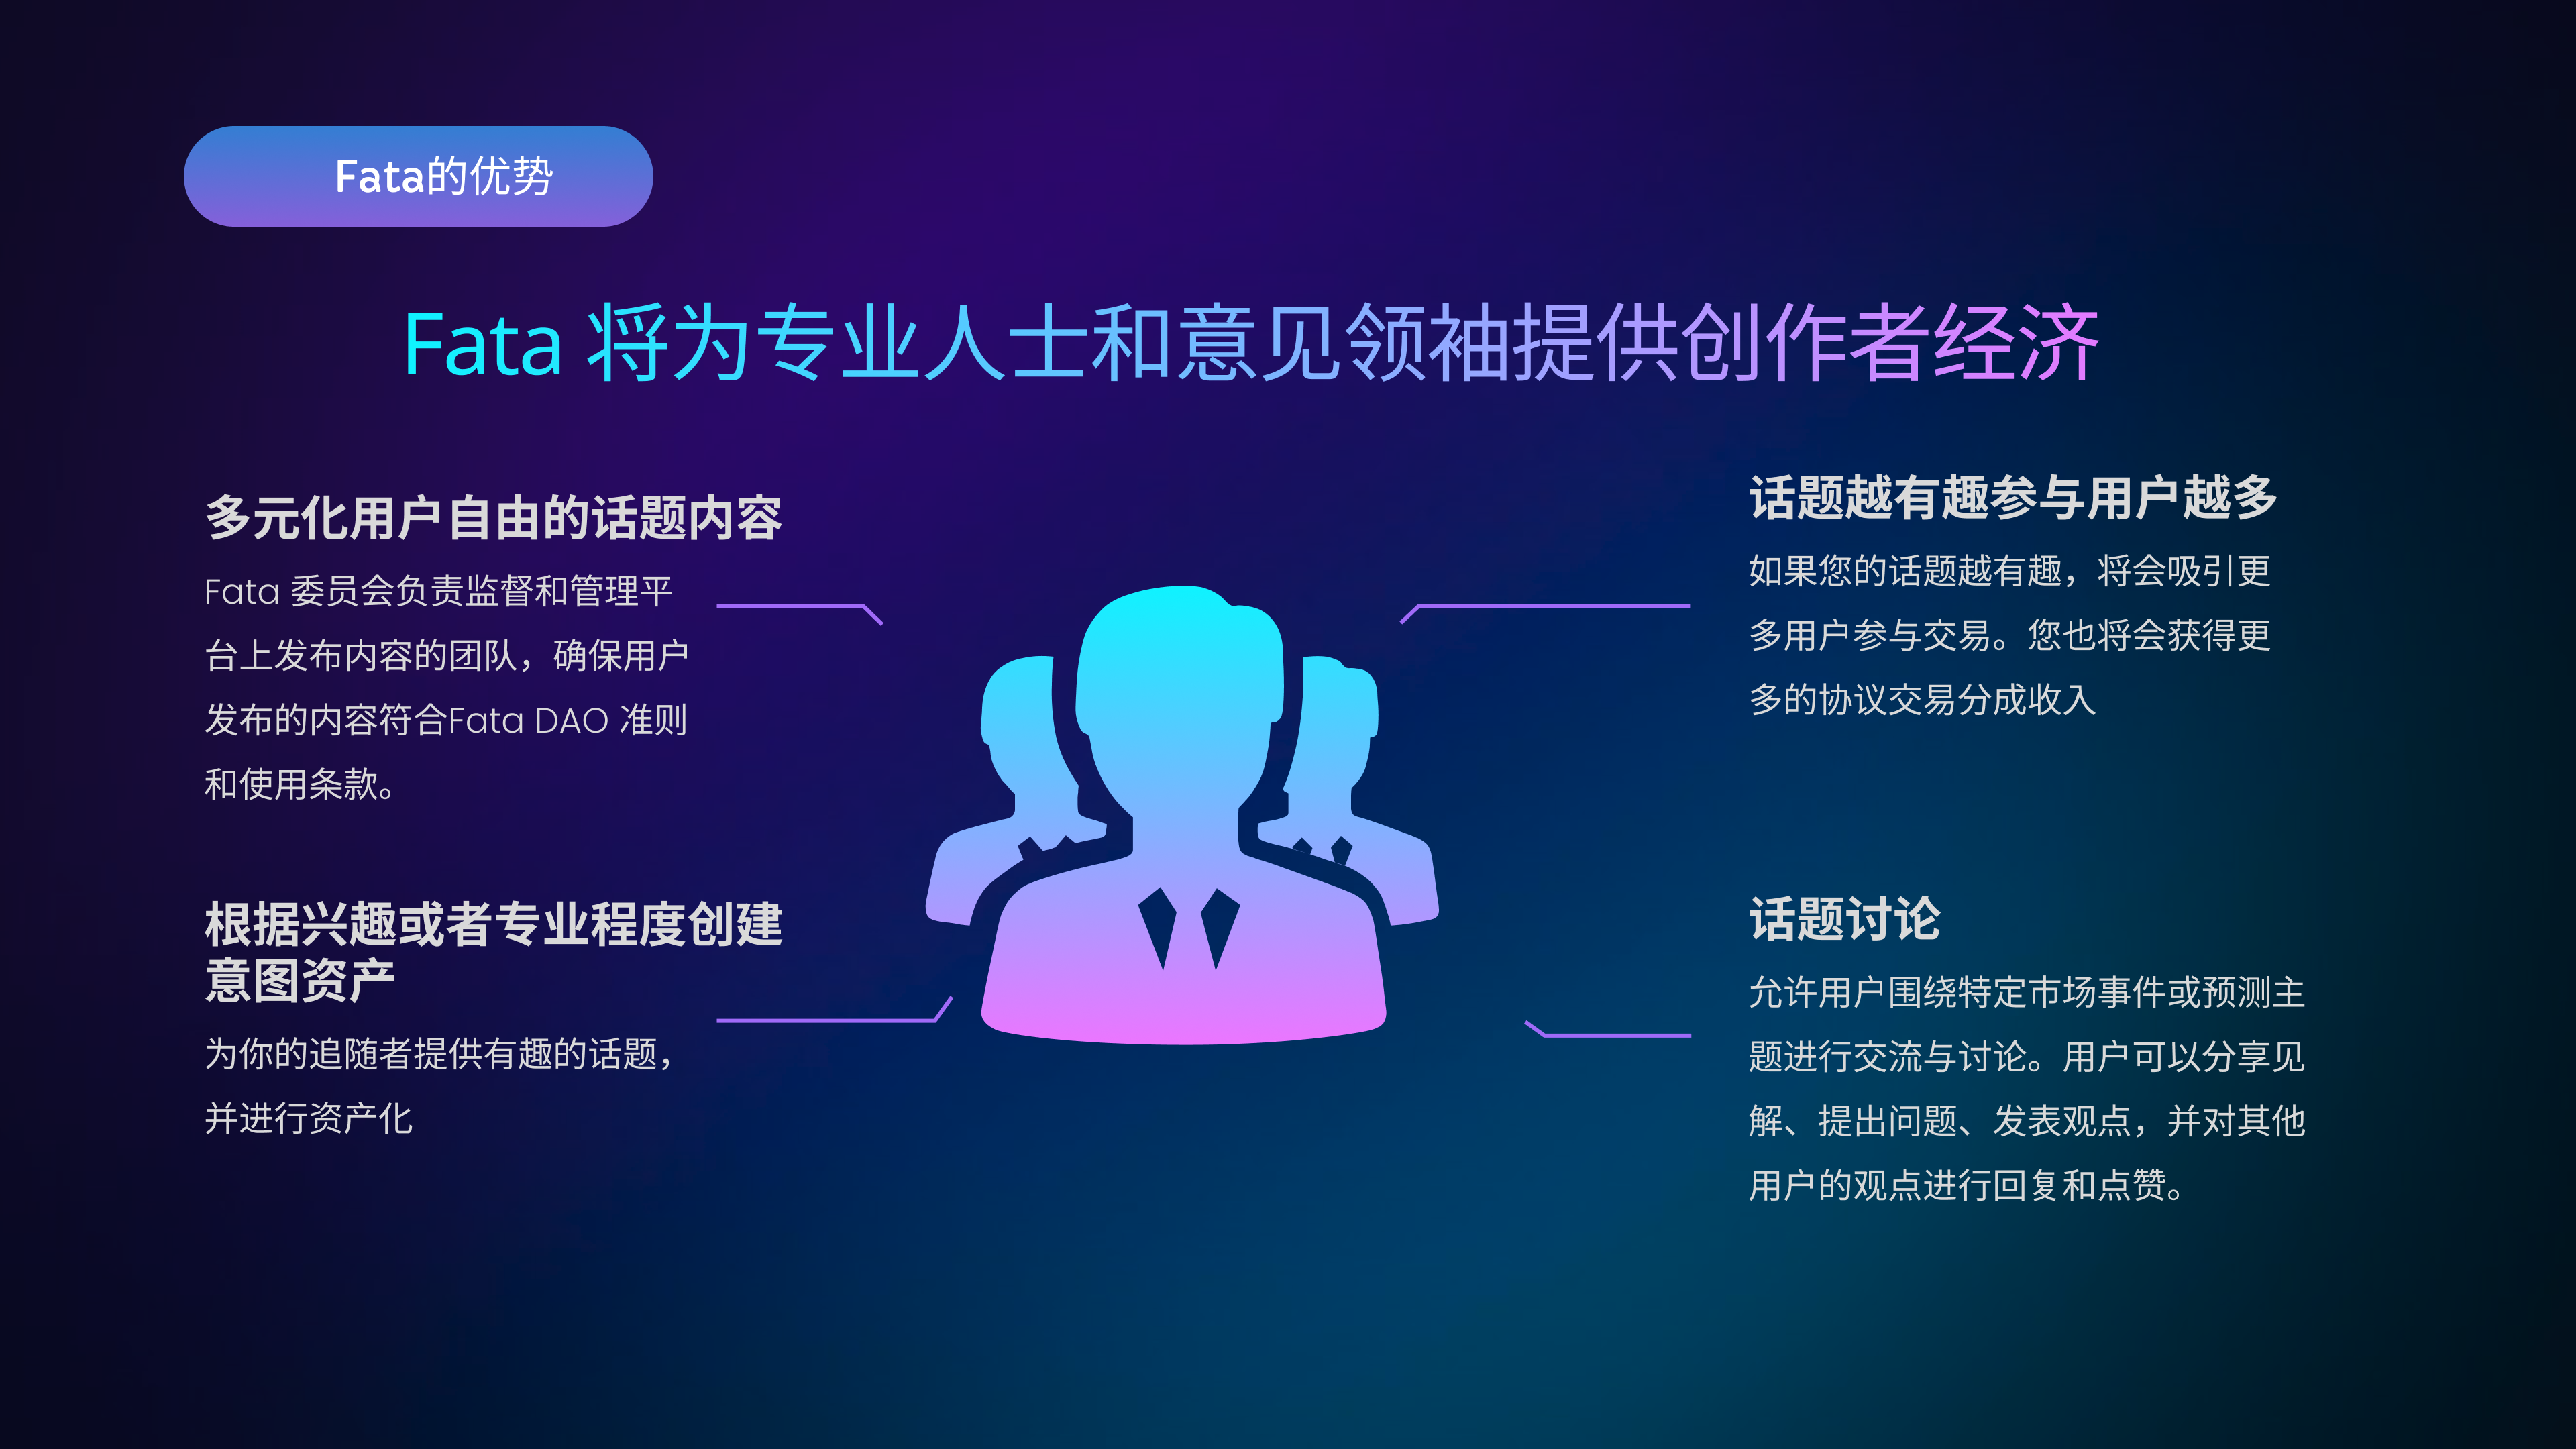 Fata的优势
Fata 将为专业人士和意见领袖提供创作者经济
多元化用户自由的话题内容
Fata 委员会负责监督和管理平
台上发布内容的团队，确保用户
发布的内容符合Fata DAO 准则
和使用条款。
根据兴趣或者专业程度创建
意图资产
为你的追随者提供有趣的话题，
并进行资产化
话题越有趣参与用户越多
如果您的话题越有趣，将会吸引更
多用户参与交易。您也将会获得更
多的协议交易分成收入
话题讨论
允许用户围绕特定市场事件或预测主
题进行交流与讨论。用户可以分享见
解、提出问题、发表观点，并对其他
用户的观点进行回复和点赞。